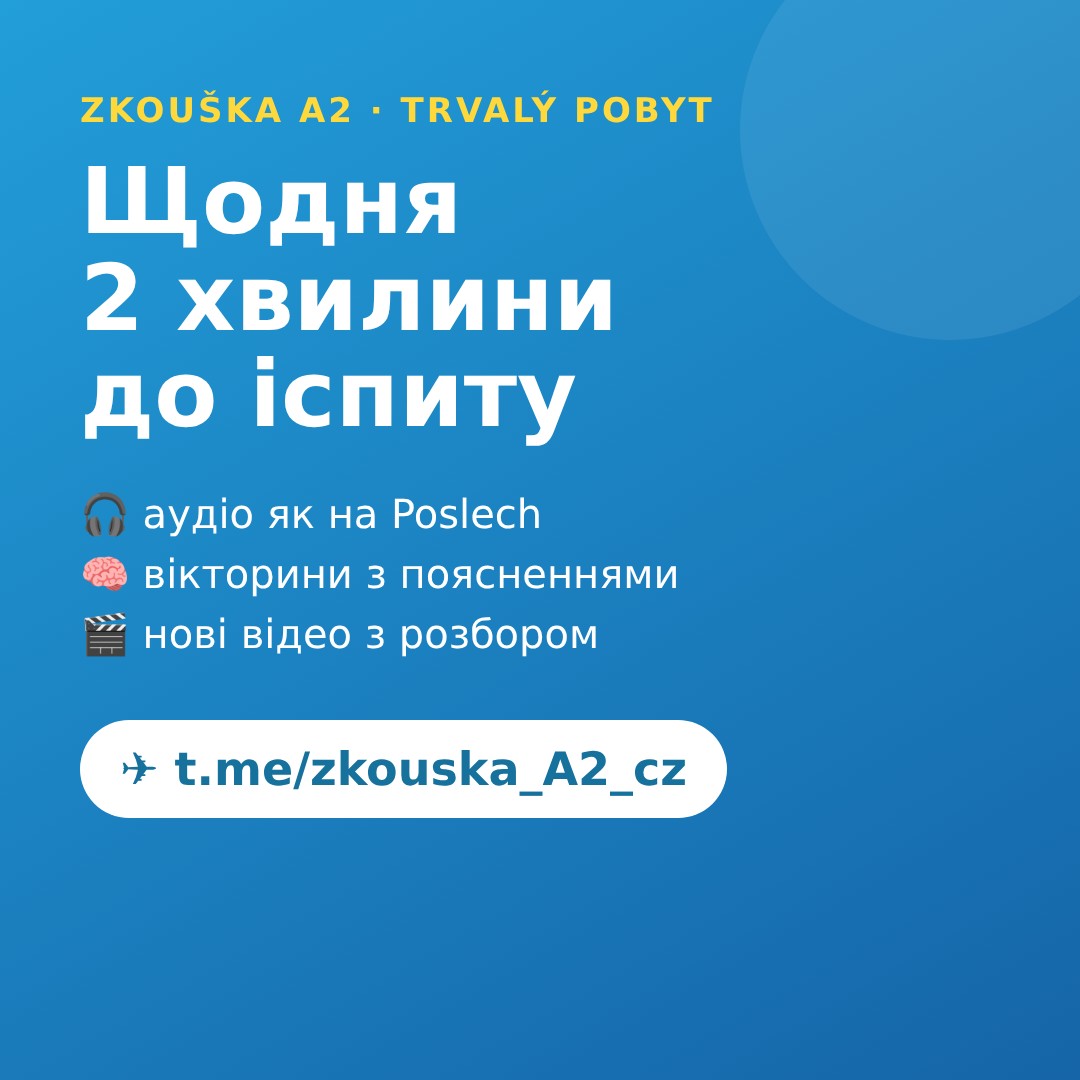 ZKOUŠKA A2 · TRVALÝ POBYT
Щодня
2 хвилини
до іспиту
🎧 аудіо як на Poslech
🧠 вікторини з поясненнями
🎬 нові відео з розбором
✈ t.me/zkouska_A2_cz